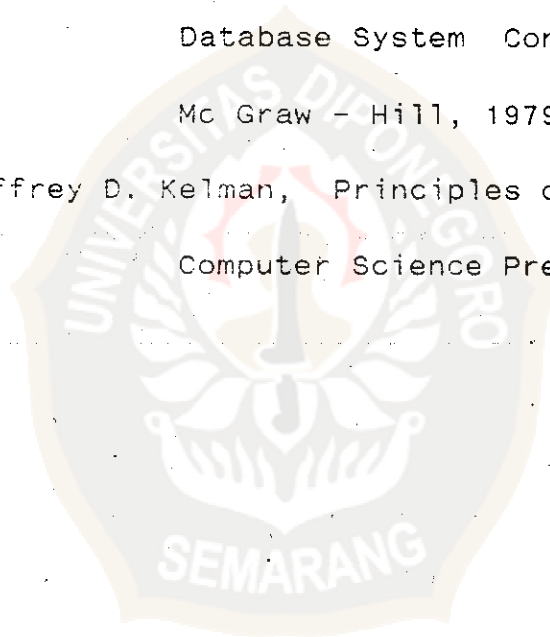 Database System Con
Mc Graw - Hill, 1979
ffrey D. Kelman, Principles o
Computer Science Pre
UNIVERSITAS DIPONEGORO
SEMARANG